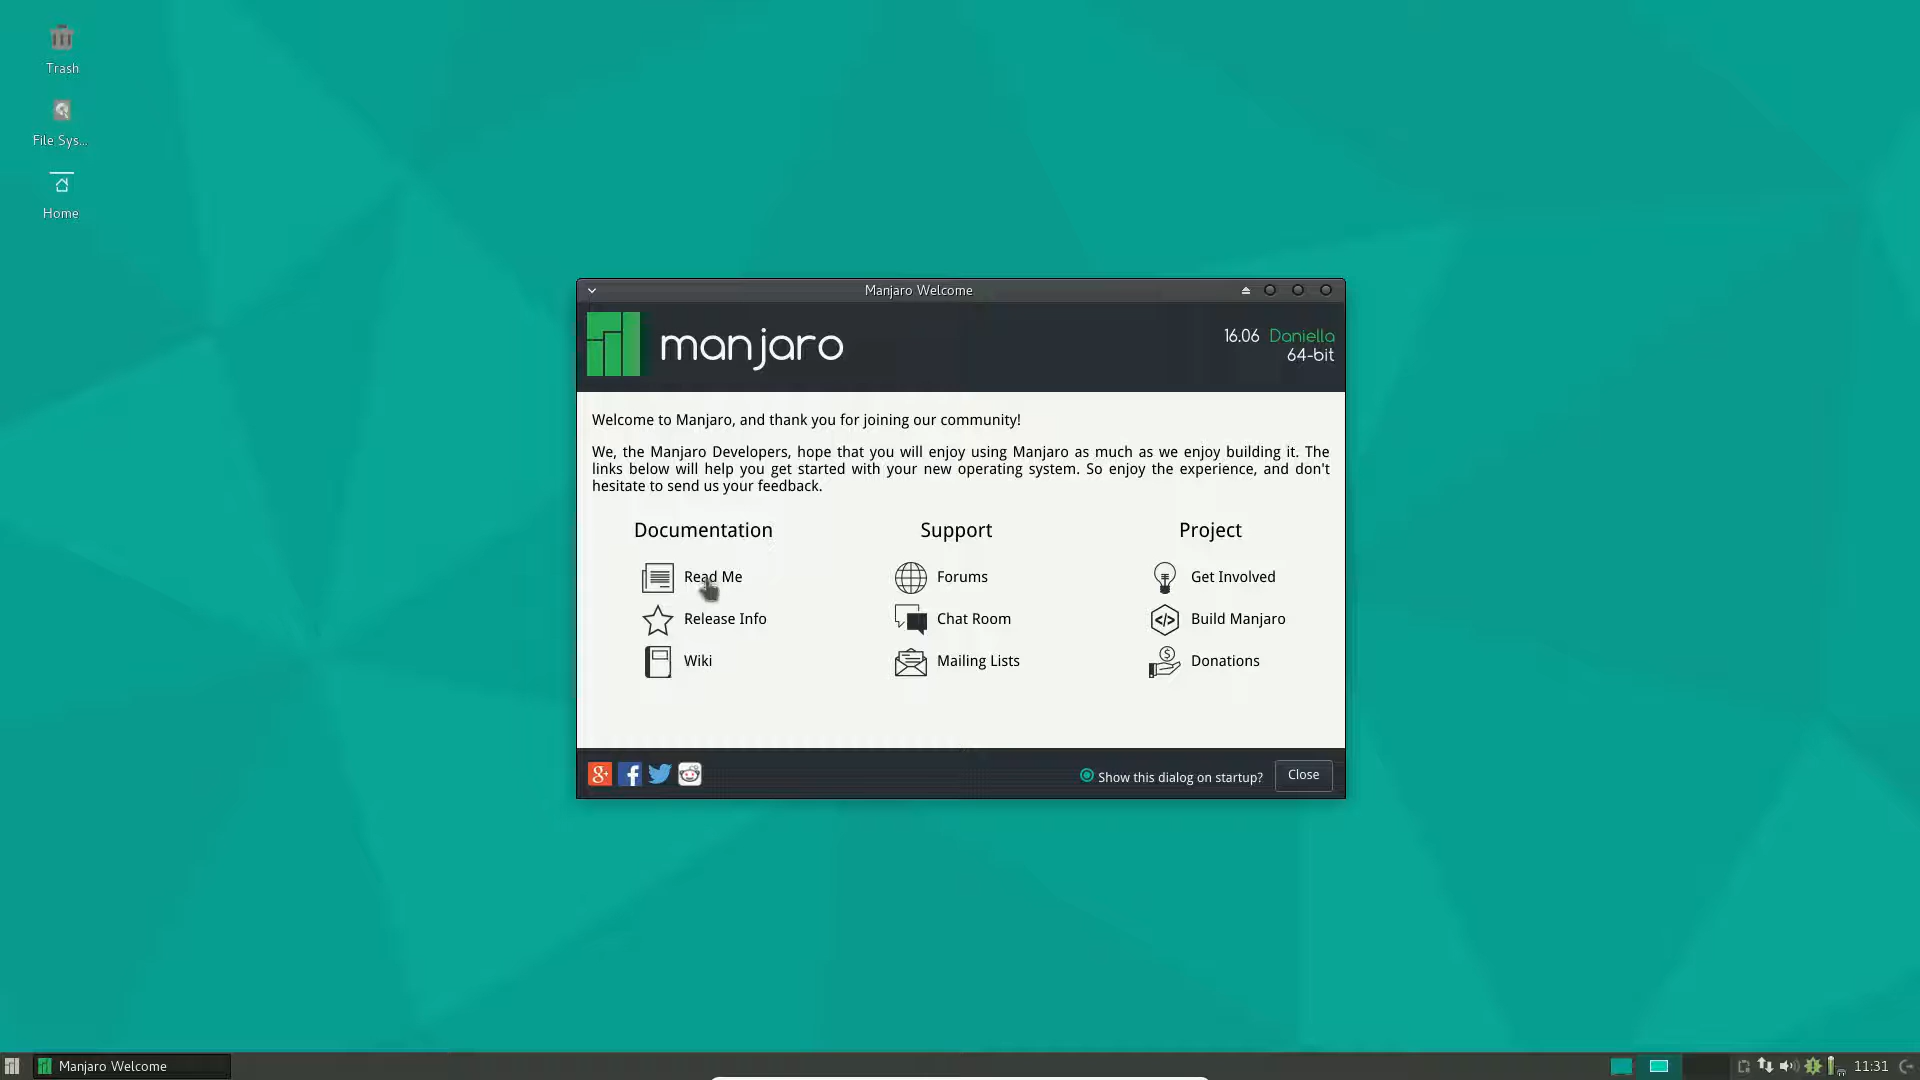 Trash
File Sys...
Home
Manjaro Welcome
manjaro
16.06 Daniella
64-bit
Welcome to Manjaro, and thank you for joining our community!
We, the Manjaro Developers, hope that you will enjoy using Manjaro as much as we enjoy building it. The
links below will help you get started with your new operating system. So enjoy the experience, and don't
hesitate to send us your feedback.
Documentation
Support
Project
Read Me
Forums
Get Involved
Release Info
Chat Room
Build Manjaro
Wiki
Mailing Lists
Donations
Show this dialog on startup?
Close
Manjaro Welcome
11:31